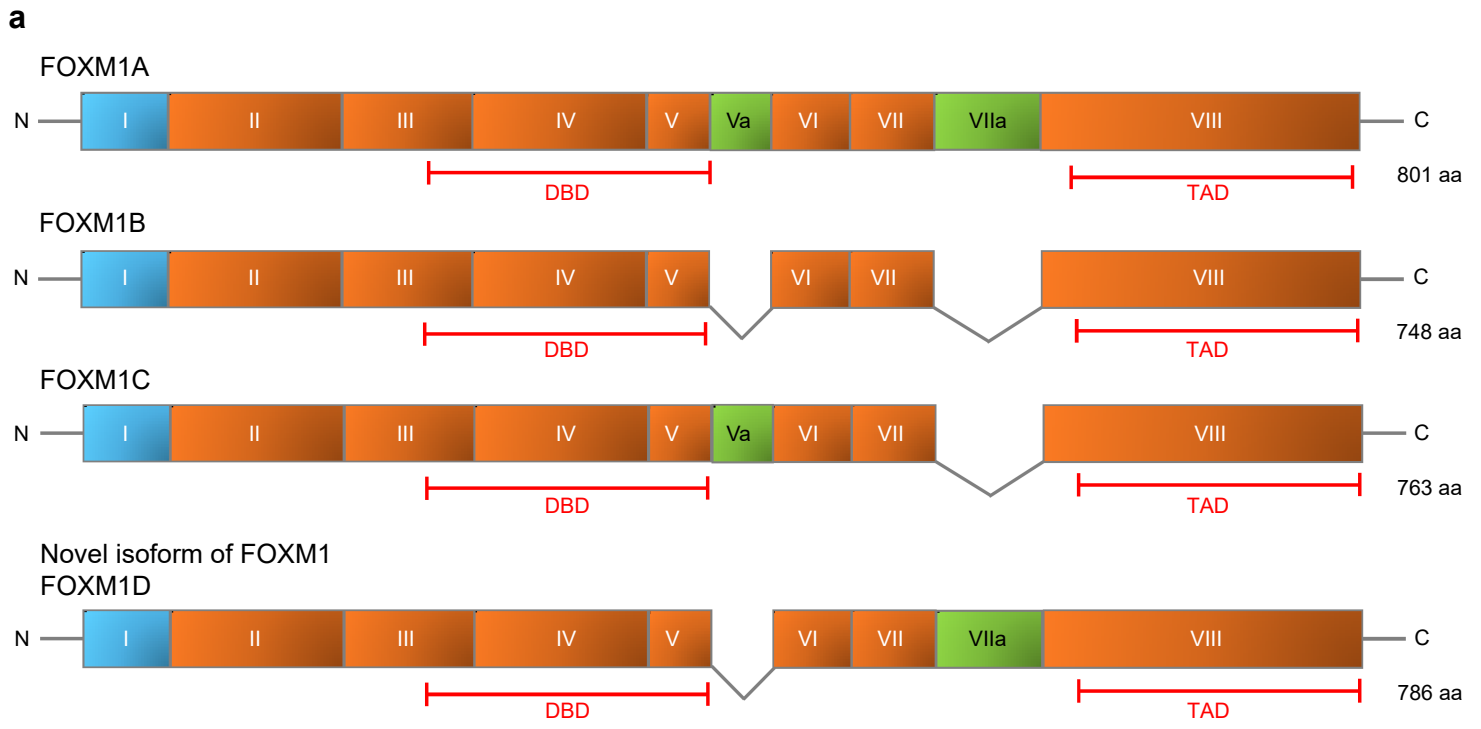 a
FOXM1A
N I II III IV V Va VI VII VIIa VIII C
DBD TAD 801 aa
FOXM1B
N I II III IV V VI VII VIII C
DBD TAD 748 aa
FOXM1C
N I II III IV V Va VI VII VIII C
DBD TAD 763 aa
Novel isoform of FOXM1
FOXM1D
N I II III IV V VI VII VIIa VIII C
DBD TAD 786 aa